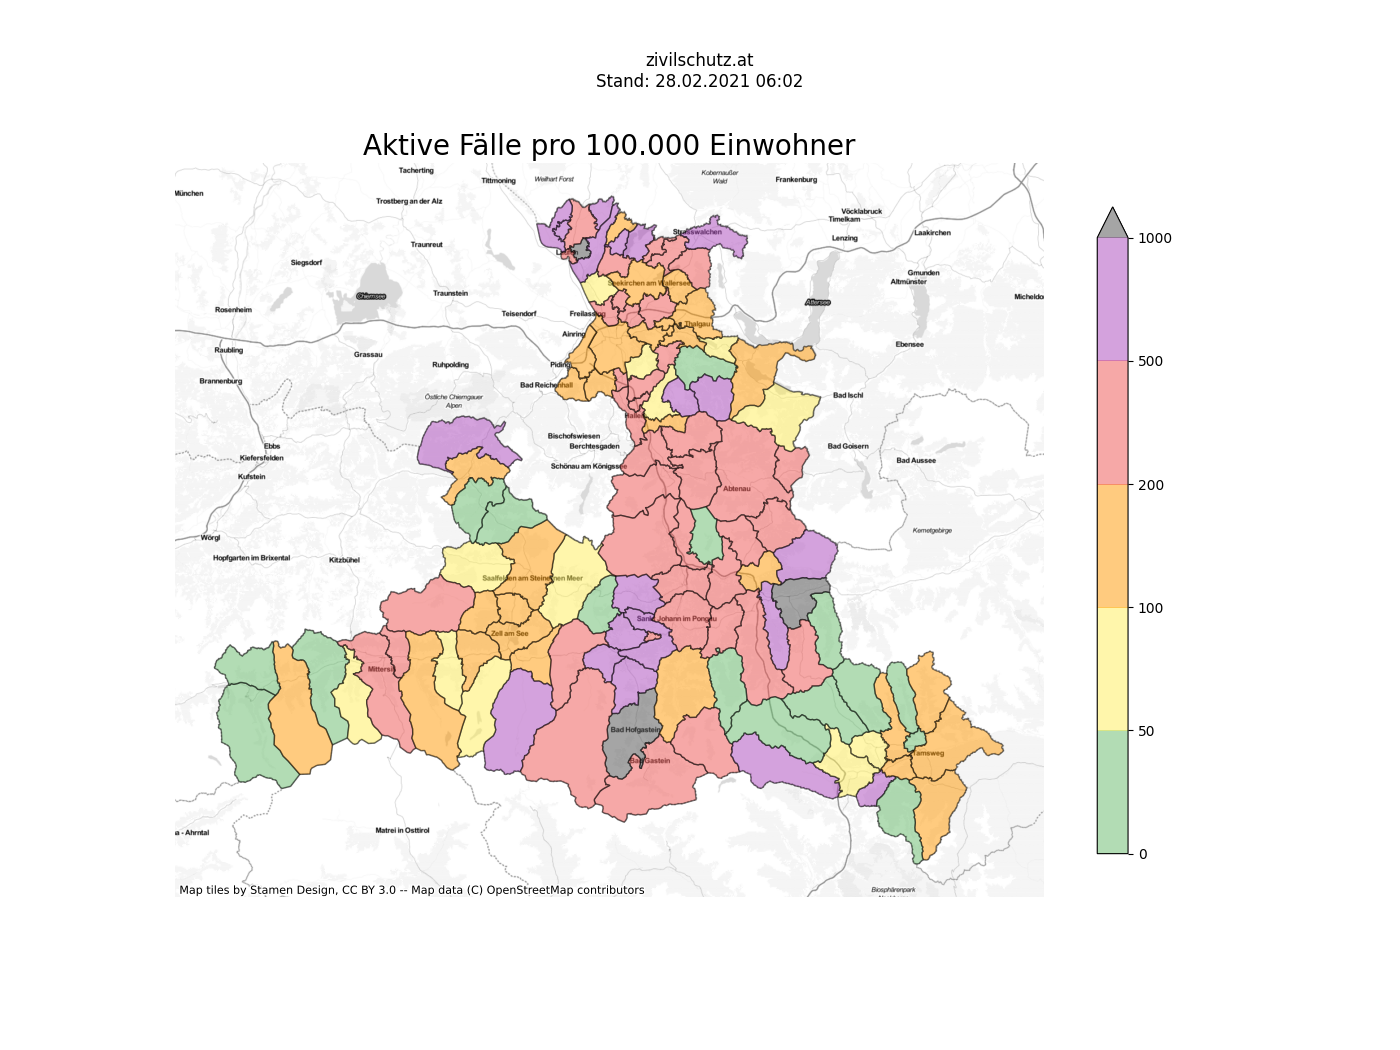 zivilschutz.at
Stand: 28.02.2021 06:02
Aktive Fälle pro 100.000 Einwohner
Tacherting
Tittmoning
Weilhart Forst
Kobernaußer
Wald
Frankenburg
München
Trostberg an der Alz
Vöcklabruck
Timelkam
Traunreut
Strasswalchen
Lenzing
Laakirchen
Siegsdorf
Gmunden
Altmünster
Seekirchen am Wallersee
Chiemsee
Traunstein
Attersee
Micheldo
Rosenheim
Teisendorf
Freilassing
Thalgau
Ainring
Ebensee
Raubling
Grassau
Ruhpolding
Piding
Brannenburg
Bad Reichenhall
Östliche Chiemgauer
Alpen
Bad Ischl
Bischofswiesen
Ebbs
Berchtesgaden
Bad Goisern
Kiefersfelden
Schönau am Königssee
Bad Aussee
Kufstein
Abtenau
Wörgl
Kemetgebirge
Hopfgarten im Brixental
Kitzbühel
Saalfelden am Steinernen Meer
Sankt Johann im Pongau
Zell am See
Mittersill
Bad Hofgastein
Tamsweg
Bad Gastein
a - Ahrntal
Matrei in Osttirol
Biosphärenpark
Map tiles by Stamen Design, CC BY 3.0 -- Map data (C) OpenStreetMap contributors
1000
500
200
100
50
0